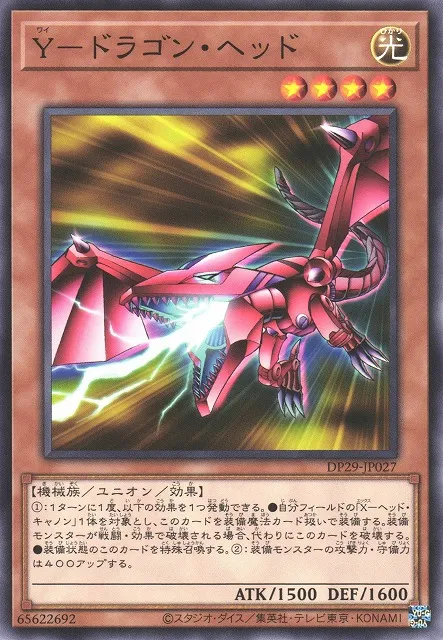 Y－ドラゴン・ヘッド
ワイ
光
ひかり
DP29-JP027
【機械族／ユニオン／効果】
①：1ターンに1度、以下の効果を1つ発動できる。●自分フィールドの「X－ヘッド・
キャノン」1体を対象とし、このカードを装備魔法カード扱いで装備する。装備
モンスターが戦闘・効果で破壊される場合、代わりにこのカードを破壊する。
●装備状態のこのカードを特殊召喚する。②：装備モンスターの攻撃力・守備力
は４００アップする。
ATK/1500 DEF/1600
65622692
©スタジオ・ダイス／集英社・テレビ東京・KONAMI